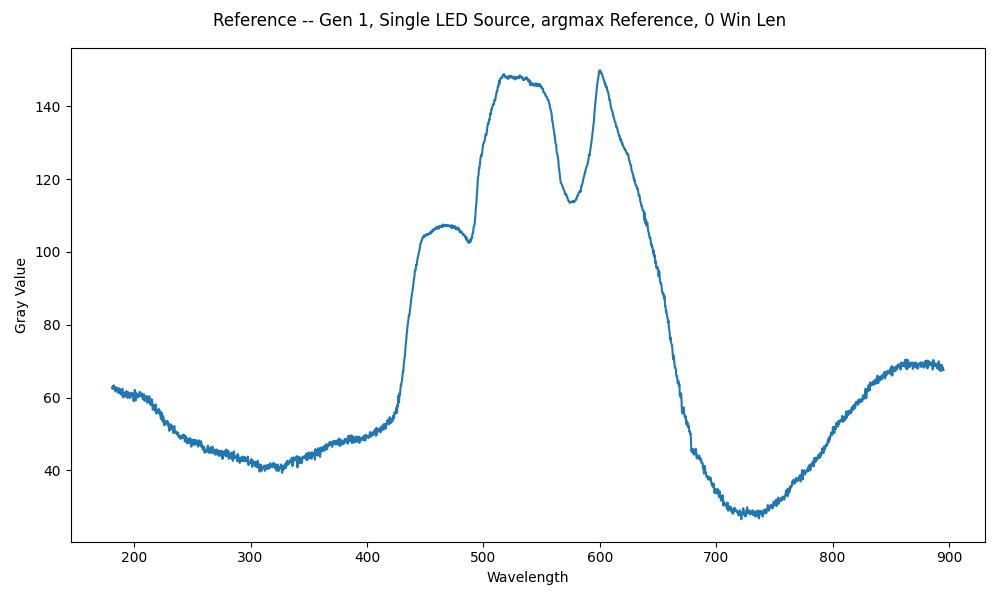 Reference -- Gen 1, Single LED Source, argmax Reference, 0 Win Len
Gray Value
140
120
100
80
60
40
200 300 400 500 600 700 800 900
Wavelength